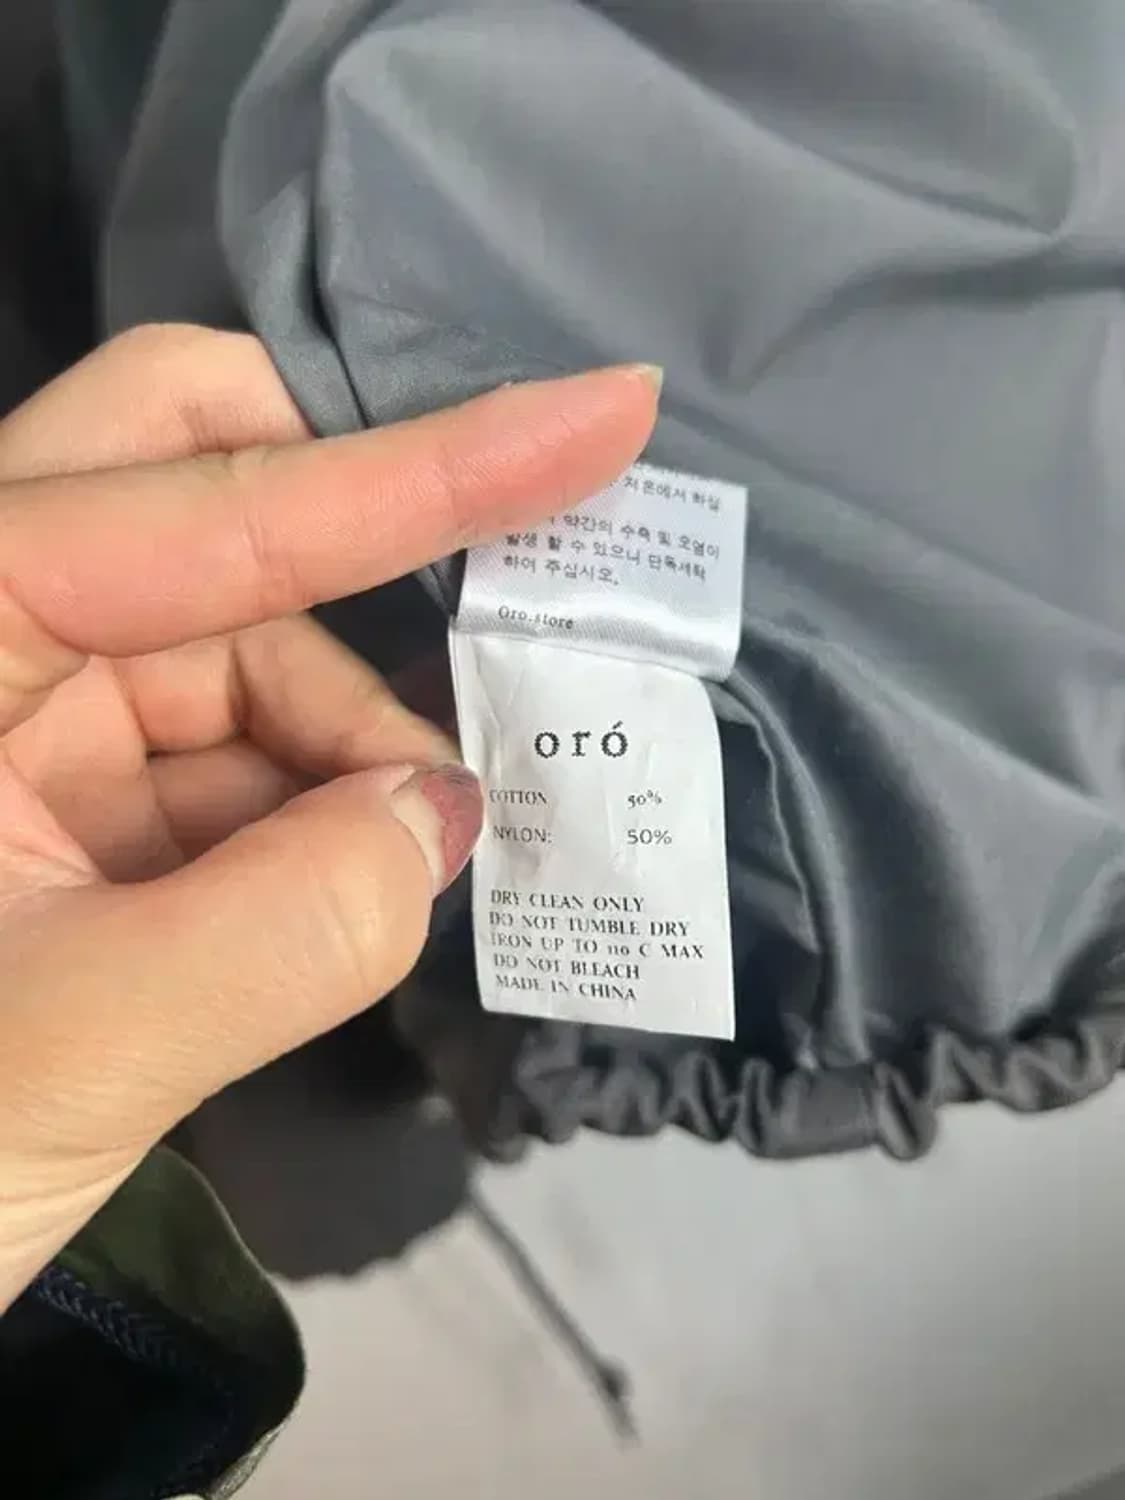 저온에서 하실
약간의 수축 및 오염이
발생 할 수 있으니 단독세탁
하여 주십시오.
Oro.store
oró
COTTON 50%
NYLON: 50%
DRY CLEAN ONLY
DO NOT TUMBLE DRY
IRON UP TO 110 C MAX
DO NOT BLEACH
MADE IN CHINA